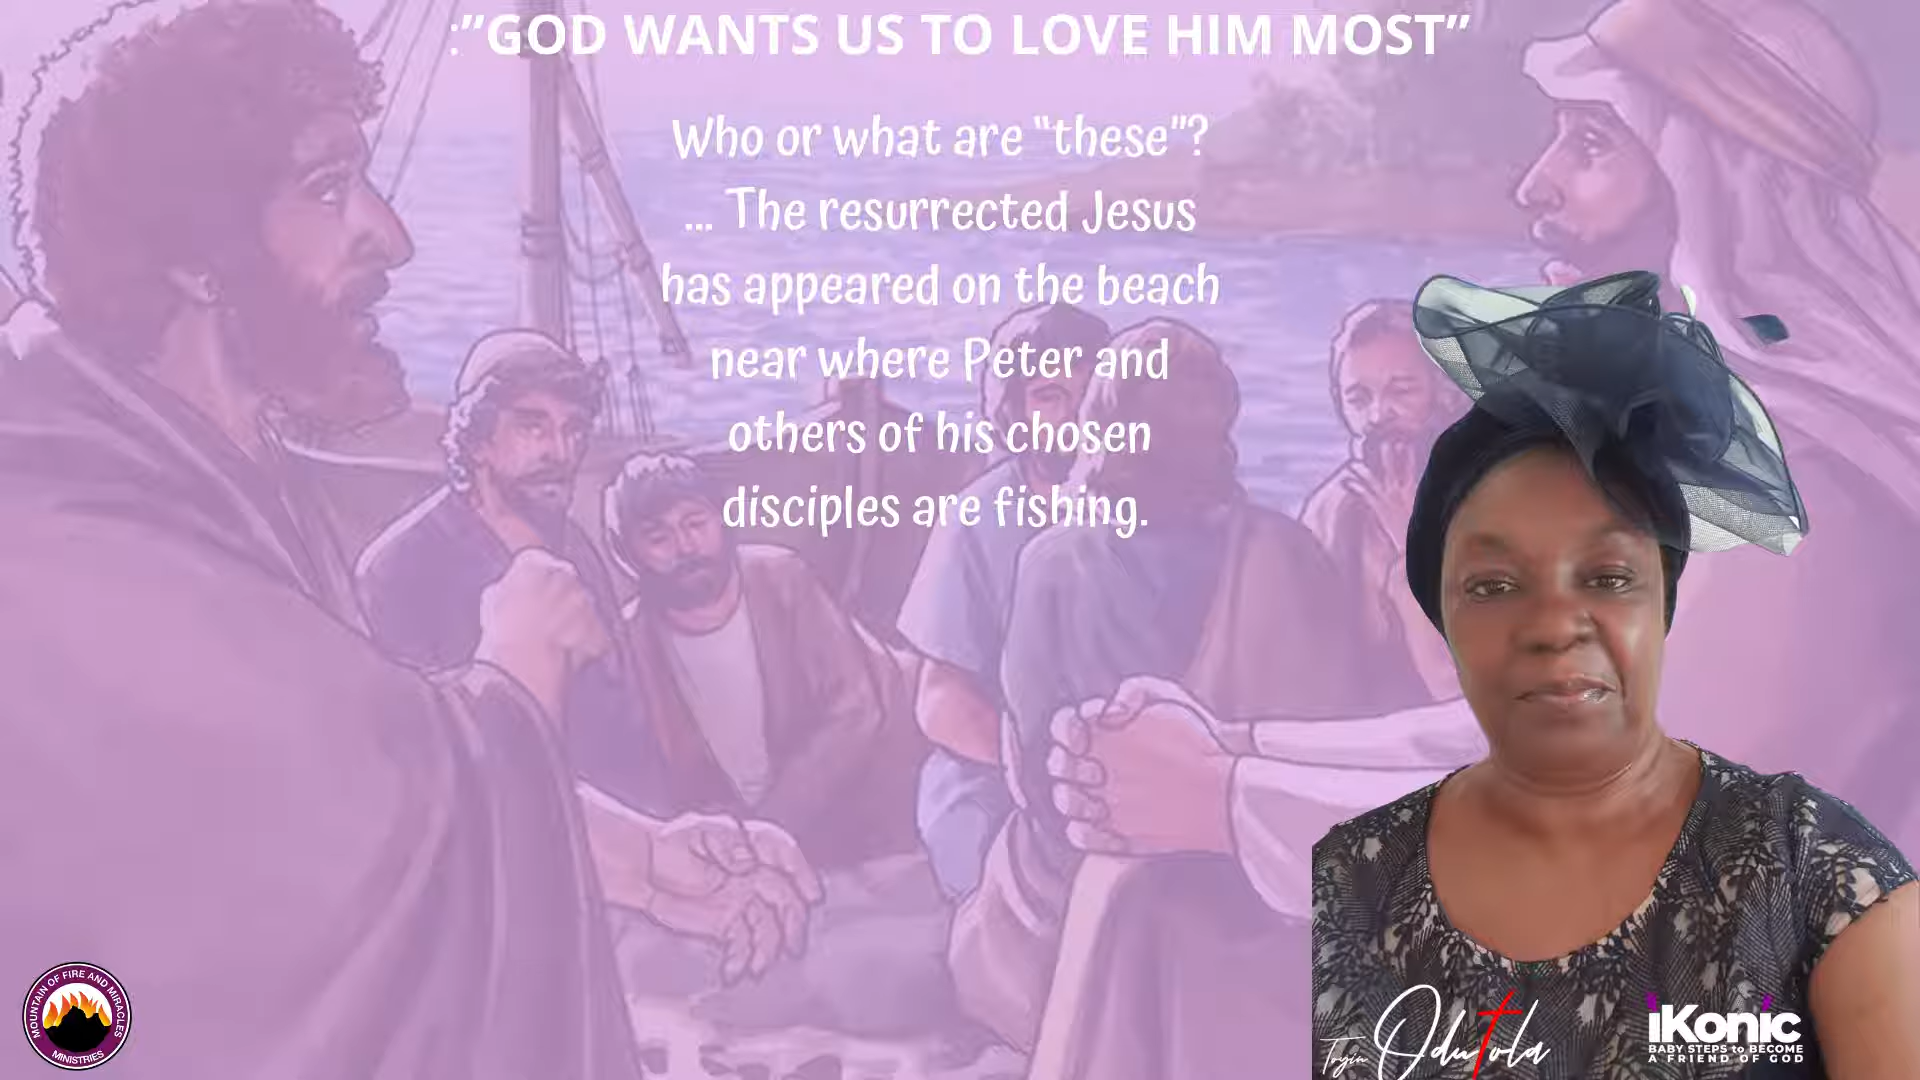 :”GOD WANTS US TO LOVE HIM MOST”
Who or what are “these”?
... The resurrected Jesus
has appeared on the beach
near where Peter and
others of his chosen
disciples are fishing.
MOUNTAIN OF FIRE AND MIRACLES
MINISTRIES
Toyin Odutola
iKonic
BABY STEPS to BECOME
A FRIEND OF GOD